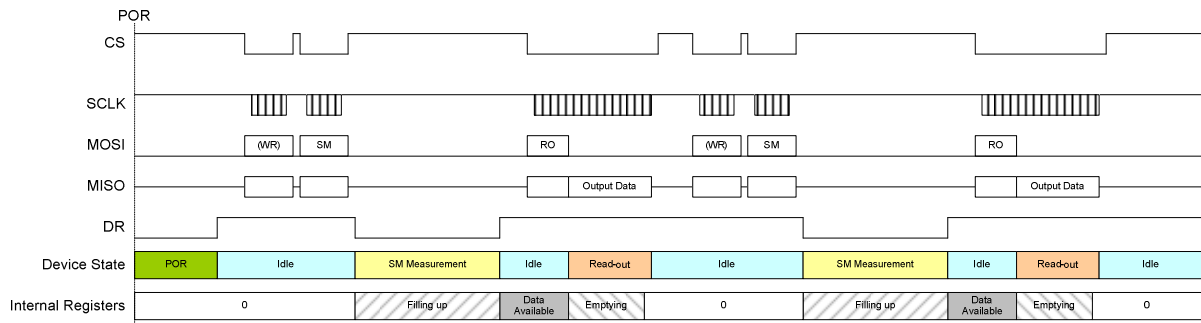 POR
CS
SCLK
MOSI (WR) SM RO (WR) SM RO
MISO Output Data Output Data
DR
Device State POR Idle SM Measurement Idle Read-out Idle SM Measurement Idle Read-out Idle
Internal Registers 0 Filling up Data Available Emptying 0 Filling up Data Available Emptying 0